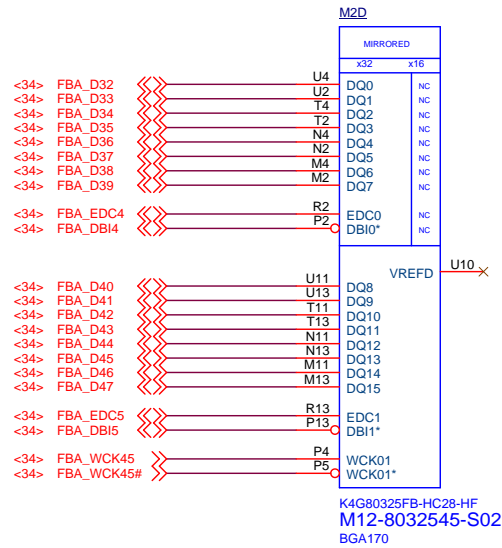 M2D
MIRRORED
x32 x16
<34> FBA_D32 U4 DQ0 NC
<34> FBA_D33 U2 DQ1 NC
<34> FBA_D34 T4 DQ2 NC
<34> FBA_D35 T2 DQ3 NC
<34> FBA_D36 N4 DQ4 NC
<34> FBA_D37 N2 DQ5 NC
<34> FBA_D38 M4 DQ6 NC
<34> FBA_D39 M2 DQ7 NC
<34> FBA_EDC4 R2 EDC0 NC
<34> FBA_DBI4 P2 DBI0* NC
VREFD U10
<34> FBA_D40 U11 DQ8
<34> FBA_D41 U13 DQ9
<34> FBA_D42 T11 DQ10
<34> FBA_D43 T13 DQ11
<34> FBA_D44 N11 DQ12
<34> FBA_D45 N13 DQ13
<34> FBA_D46 M11 DQ14
<34> FBA_D47 M13 DQ15
<34> FBA_EDC5 R13 EDC1
<34> FBA_DBI5 P13 DBI1*
<34> FBA_WCK45 P4 WCK01
<34> FBA_WCK45# P5 WCK01*
K4G80325FB-HC28-HF
M12-8032545-S02
BGA170